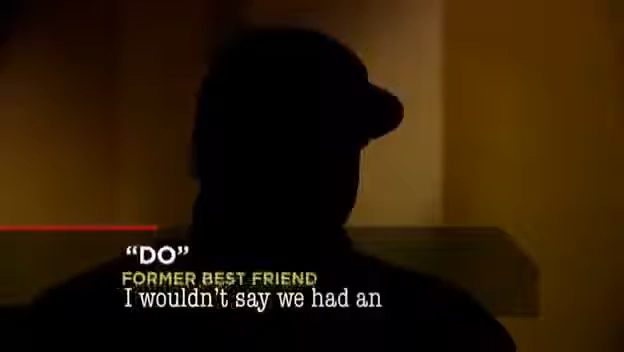 “DO”
FORMER BEST FRIEND
I wouldn’t say we had an